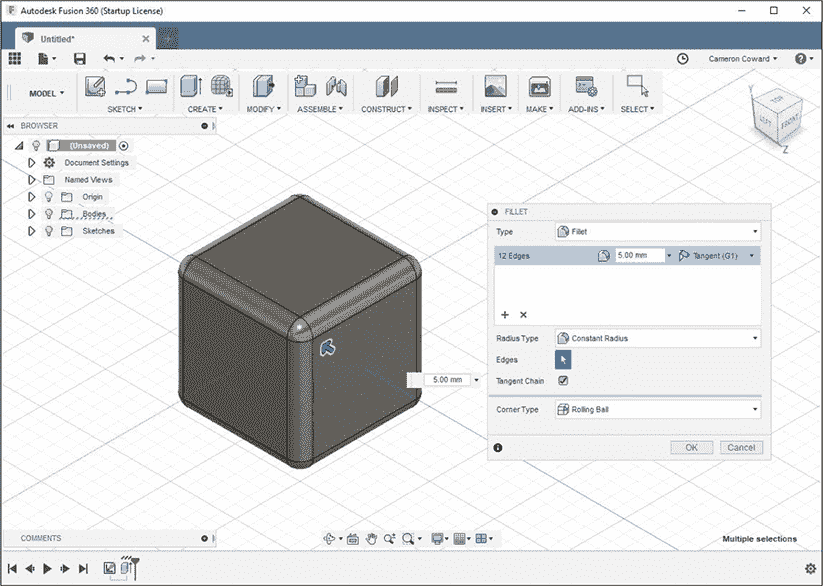 Autodesk Fusion 360 (Startup License)
Untitled*
Cameron Coward
MODEL
SKETCH
CREATE
MODIFY
ASSEMBLE
CONSTRUCT
INSPECT
INSERT
MAKE
ADD-INS
SELECT
BROWSER
(Unsaved)
Document Settings
Named Views
Origin
Bodies
Sketches
Y
TOP
LEFT
FRONT
Z
FILLET
Type
Fillet
12 Edges
5.00 mm
Tangent (G1)
Radius Type
Constant Radius
Edges
Tangent Chain
Corner Type
Rolling Ball
OK
Cancel
5.00 mm
COMMENTS
Multiple selections